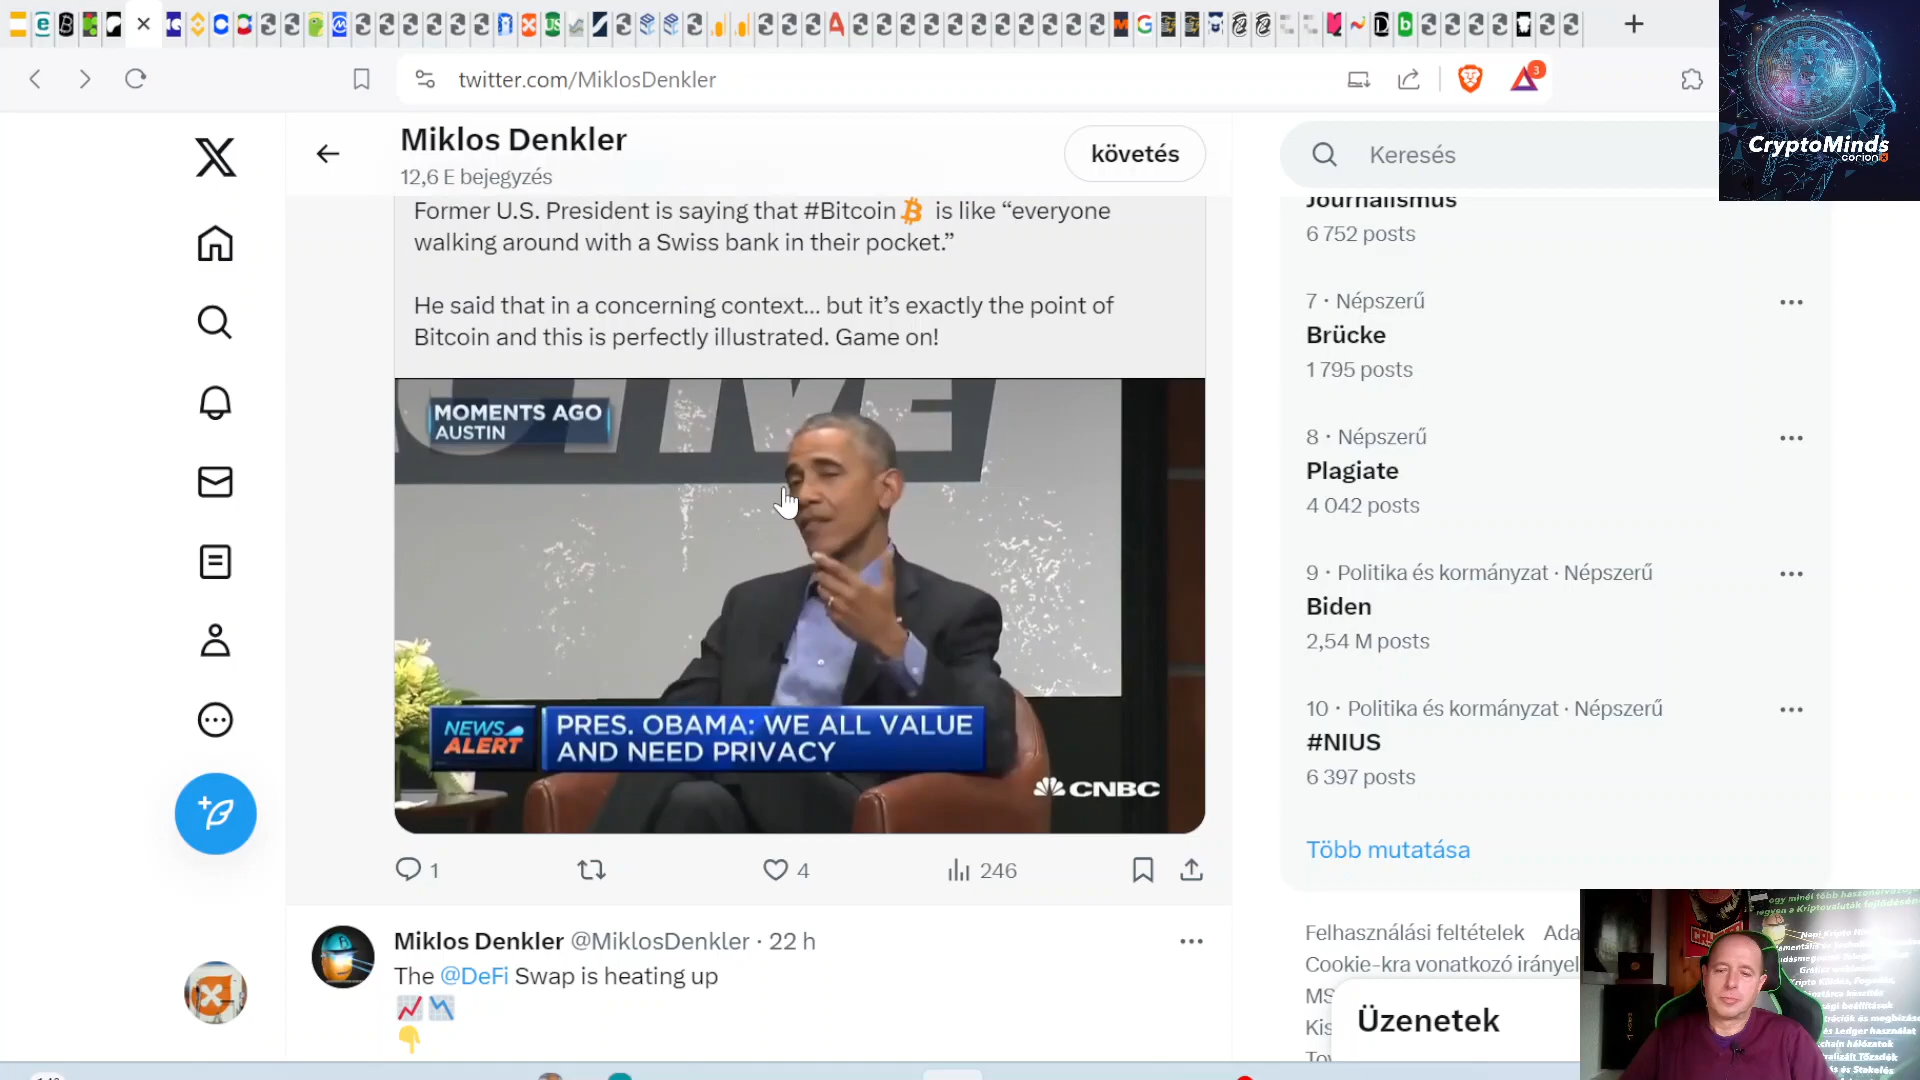 twitter.com/MiklosDenkler
3
CryptoMinds
corion
Miklos Denkler
12,6 E bejegyzés
követés
Keresés
Former U.S. President is saying that #Bitcoin is like “everyone
walking around with a Swiss bank in their pocket.”
He said that in a concerning context... but it’s exactly the point of
Bitcoin and this is perfectly illustrated. Game on!
MOMENTS AGO
AUSTIN
NEWS
ALERT
PRES. OBAMA: WE ALL VALUE
AND NEED PRIVACY
CNBC
1
4
246
Miklos Denkler @MiklosDenkler · 22 h
The @DeFi Swap is heating up
Journalismus
6 752 posts
7 · Népszerű
Brücke
1 795 posts
8 · Népszerű
Plagiate
4 042 posts
9 · Politika és kormányzat · Népszerű
Biden
2,54 M posts
10 · Politika és kormányzat · Népszerű
#NIUS
6 397 posts
Több mutatása
Felhasználási feltételek Ada
Cookie-kra vonatkozó irányel
Üzenetek